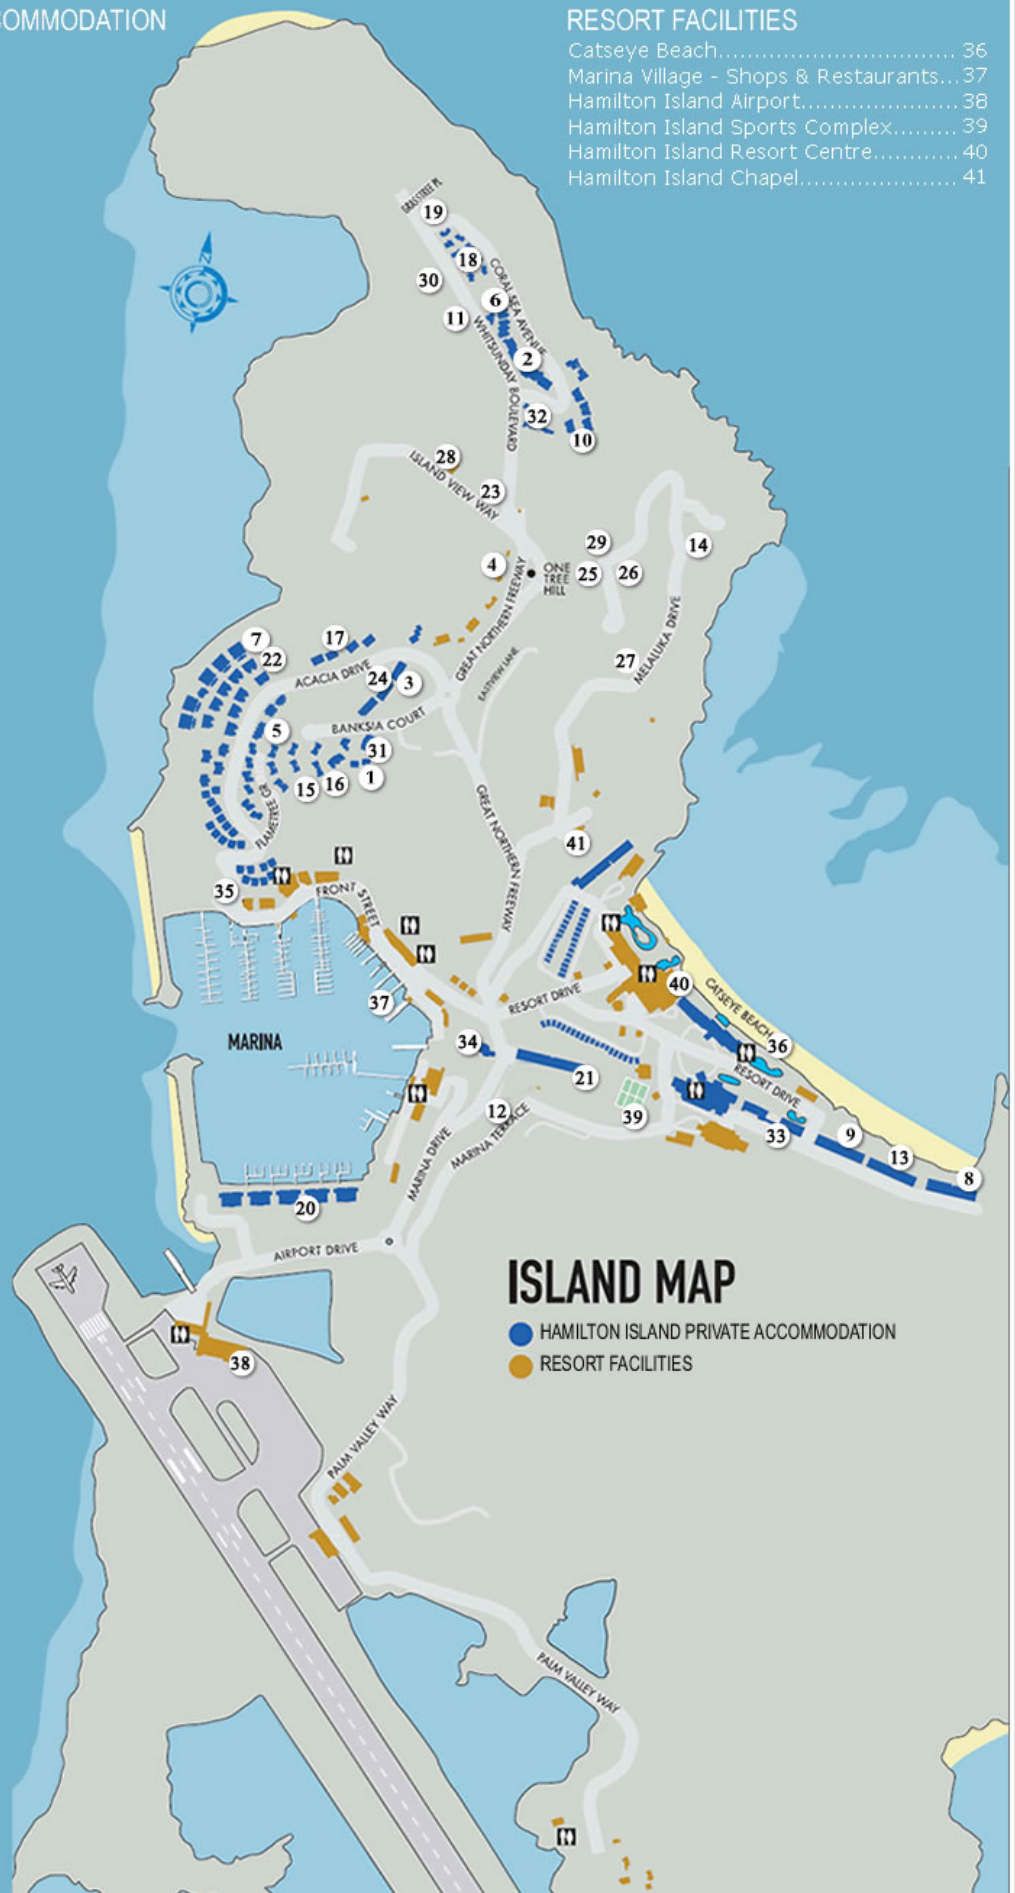 COMMODATION
RESORT FACILITIES
Catseye Beach................................ 36
Marina Village - Shops & Restaurants...37
Hamilton Island Airport..................... 38
Hamilton Island Sports Complex......... 39
Hamilton Island Resort Centre............ 40
Hamilton Island Chapel...................... 41
GRASSTREE PL
19
N
18
30
CORAL SEA AVENUE
6
11
WHITSUNDAY BOULEVARD
2
32
10
28
ISLAND VIEW WAY
23
29
14
4
ONE
TREE
HILL
25
26
GREAT NORTHERN FREEWAY
7
17
22
27
MELALUKA DRIVE
EASTVIEW LANE
ACACIA DRIVE
24
3
BANKSIA COURT
5
31
15
16
1
FLAMETREE GR
GREAT NORTHERN FREEWAY
41
35
FRONT STREET
40
CATSEYE BEACH
37
RESORT DRIVE
MARINA
34
36
21
RESORT DRIVE
12
39
MARINA TERRACE
MARINA DRIVE
33
9
13
8
20
AIRPORT DRIVE
ISLAND MAP
HAMILTON ISLAND PRIVATE ACCOMMODATION
RESORT FACILITIES
38
PALM VALLEY WAY
PALM VALLEY WAY